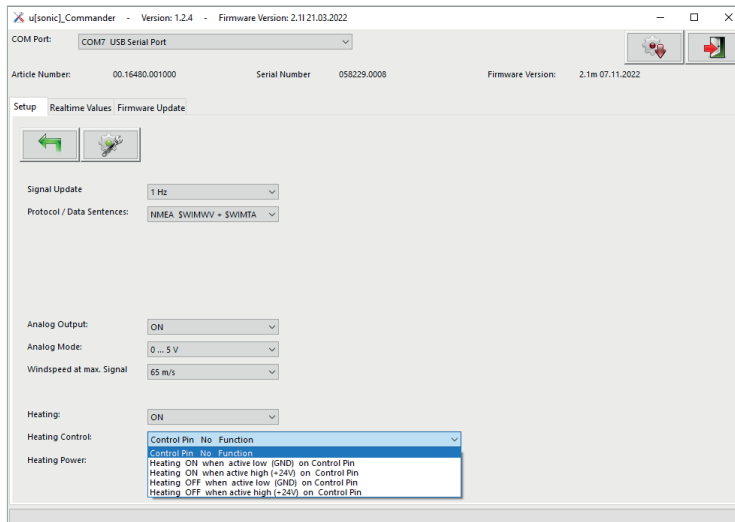 u[sonic]_Commander - Version: 1.2.4 - Firmware Version: 2.1l 21.03.2022
COM Port: COM7 USB Serial Port
Article Number: 00.16480.001000 Serial Number 058229.0008 Firmware Version: 2.1m 07.11.2022
Setup Realtime Values Firmware Update
Signal Update 1 Hz
Protocol / Data Sentences: NMEA $WIMWV + $WIMTA
Analog Output: ON
Analog Mode: 0 ... 5 V
Windspeed at max. Signal 65 m/s
Heating: ON
Heating Control: Control Pin No Function
Control Pin No Function
Heating Power:
Heating ON when active low (GND) on Control Pin
Heating ON when active high (+24V) on Control Pin
Heating OFF when active low (GND) on Control Pin
Heating OFF when active high (+24V) on Control Pin